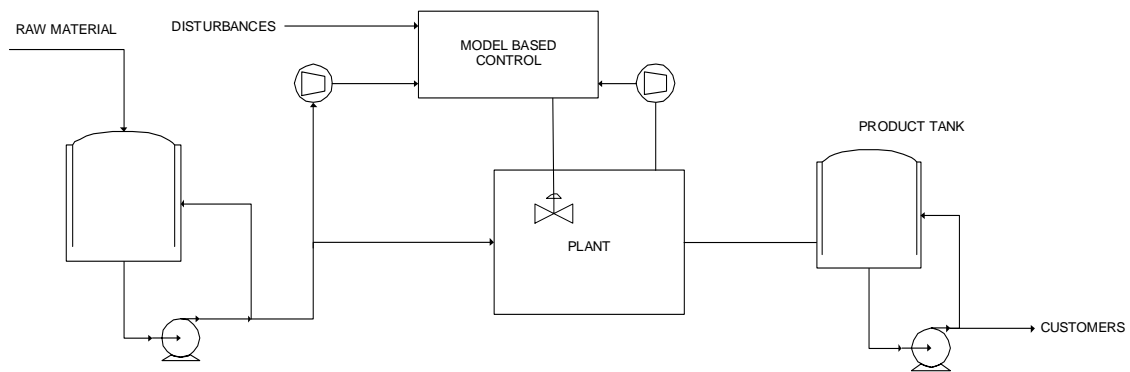 RAW MATERIAL
DISTURBANCES
MODEL BASED
CONTROL
PRODUCT TANK
PLANT
CUSTOMERS